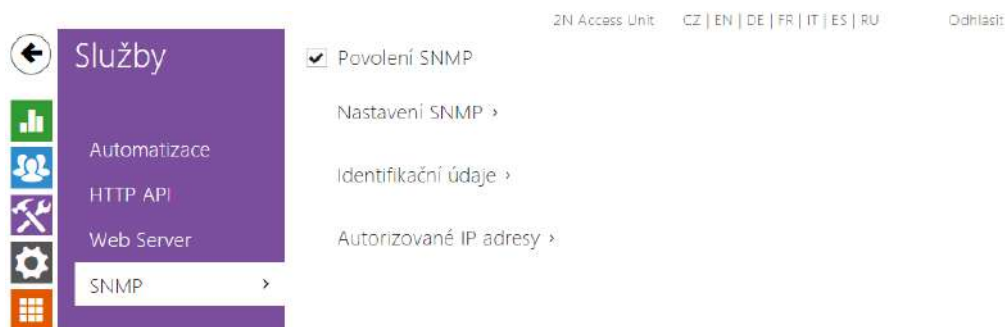 2N Access Unit CZ | EN | DE | FR | IT | ES | RU Odhlásit
Služby
Povolení SNMP
Nastavení SNMP ›
Automatizace
Identifikační údaje ›
HTTP API
Web Server
Autorizované IP adresy ›
SNMP ›